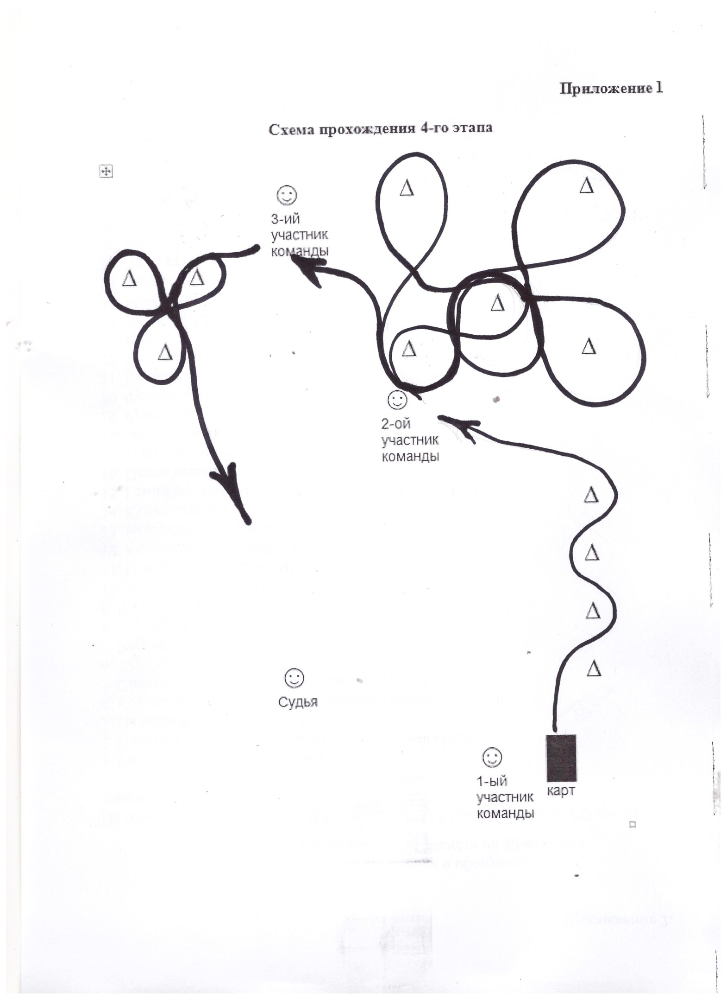 Приложение 1
Схема прохождения 4-го этапа
3-ий
участник
команды
2-ой
участник
команды
Судья
1-ый
участник
команды
карт